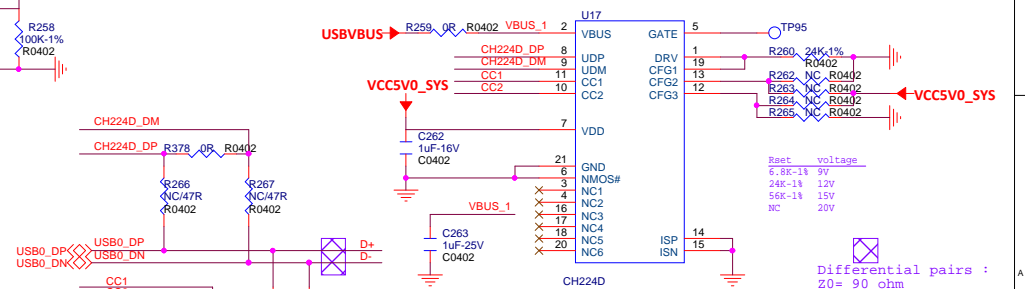 R258
100K-1%
R0402
USBVBUS
R259 0R R0402 VBUS_1
U17
2 VBUS
GATE 5
TP95
CH224D_DP
8 UDP
DRV 1
R260 24K-1%
R0402
CH224D_DM
9 UDM
CFG1 19
CC1
11 CC1
CFG2 13
R262 NC R0402
CC2
10 CC2
CFG3 12
R263 NC R0402
R264 NC R0402
R265 NC R0402
VCC5V0_SYS
VCC5V0_SYS
7 VDD
C262
1uF-16V
C0402
21 GND
6 NMOS#
3 NC1
4 NC2
16 NC3
17 NC4
18 NC5
20 NC6
ISP 14
ISN 15
CH224D
CH224D_DM
CH224D_DP
R378 0R R0402
R266
NC/47R
R0402
R267
NC/47R
R0402
VBUS_1
C263
1uF-25V
C0402
USB0_DP USB0_DP D+
USB0_DN USB0_DN D-
CC1
Rset voltage
6.8K-1% 9V
24K-1% 12V
56K-1% 15V
NC 20V
Differential pairs :
Z0= 90 ohm
A